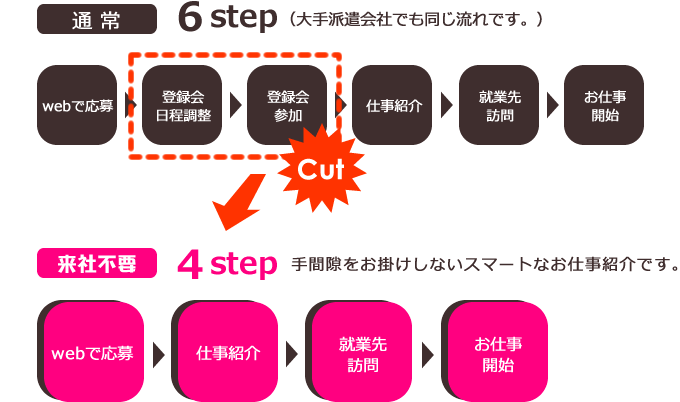 通常 6 step（大手派遣会社でも同じ流れです。）
webで応募
登録会
日程調整
登録会
参加
仕事紹介
就業先
訪問
お仕事
開始
Cut
来社不要 4 step 手間隙をお掛けしないスマートなお仕事紹介です。
webで応募
仕事紹介
就業先
訪問
お仕事
開始